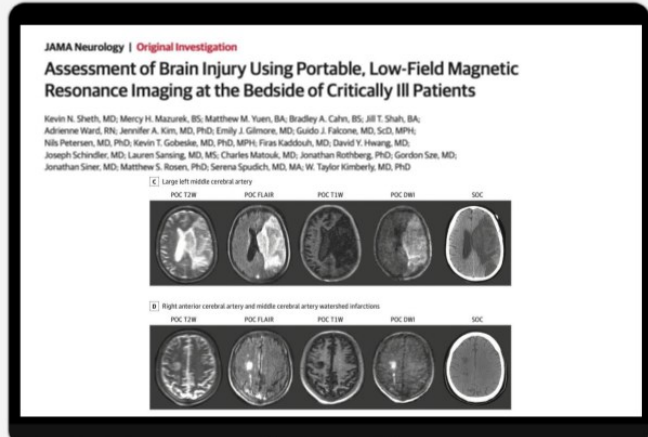 JAMA Neurology | Original Investigation
Assessment of Brain Injury Using Portable, Low-Field Magnetic
Resonance Imaging at the Bedside of Critically Ill Patients
Kevin N. Sheth, MD; Mercy H. Mazurek, BS; Matthew M. Yuen, BA; Bradley A. Cahn, BS; Jill T. Shah, BA;
Adrienne Ward, RN; Jennifer A. Kim, MD, PhD; Emily J. Gilmore, MD; Guido J. Falcone, MD, ScD, MPH;
Nils Petersen, MD, PhD; Kevin T. Gobeske, MD, PhD, MPH; Firas Kaddouh, MD; David Y. Hwang, MD;
Joseph Schindler, MD; Lauren Sansing, MD, MS; Charles Matouk, MD; Jonathan Rothberg, PhD; Gordon Sze, MD;
Jonathan Siner, MD; Matthew S. Rosen, PhD; Serena Spudich, MD, MA; W. Taylor Kimberly, MD, PhD
C Large left middle cerebral artery
POC T2W POC FLAIR POC T1W POC DWI SOC
D Right anterior cerebral artery and middle cerebral artery watershed infarctions
POC T2W POC FLAIR POC T1W POC DWI SOC